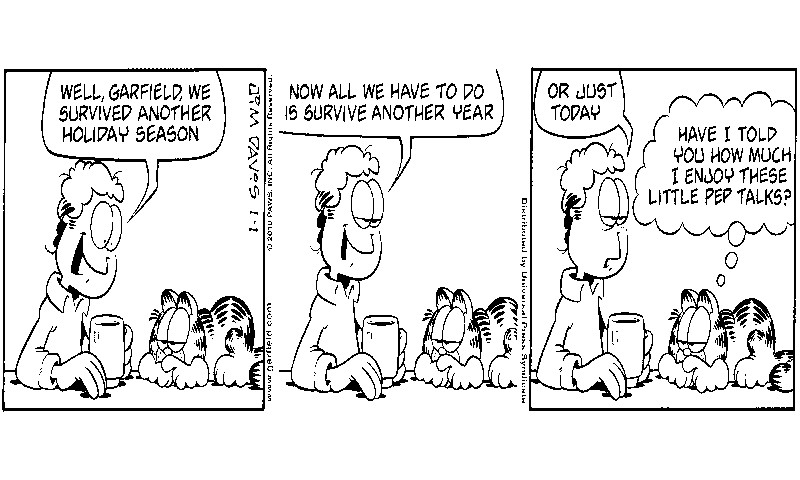 WELL, GARFIELD, WE
SURVIVED ANOTHER
HOLIDAY SEASON
JIM DAVIS 1-1
© 2010 PAWS, INC. All Rights Reserved.
www.garfield.com
NOW ALL WE HAVE TO DO
IS SURVIVE ANOTHER YEAR
Distributed by Universal Press Syndicate
OR JUST
TODAY
HAVE I TOLD
YOU HOW MUCH
I ENJOY THESE
LITTLE PEP TALKS?